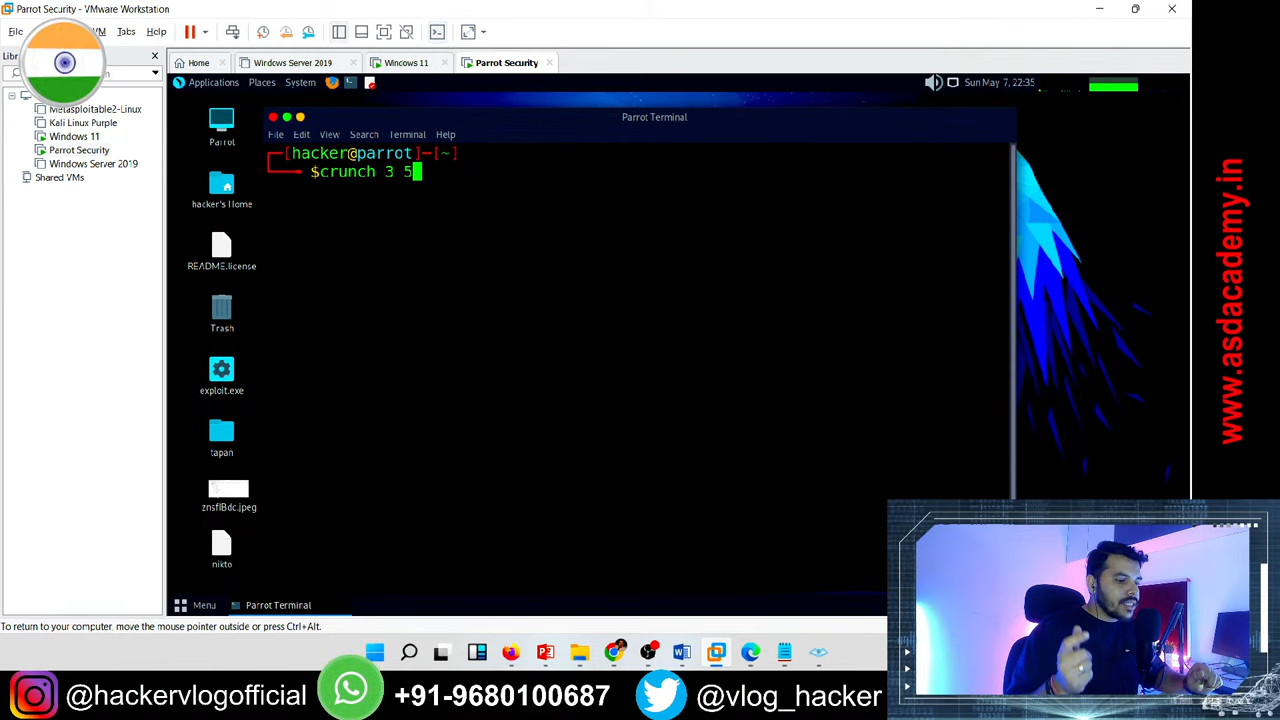 Parrot Security - VMware Workstation
File
VM
Tabs
Help
Home
Windows Server 2019
Windows 11
Parrot Security
Applications
Places
System
Sun May 7, 22:35
Metasploitable2-Linux
Kali Linux Purple
Windows 11
Parrot Security
Windows Server 2019
Shared VMs
Parrot Terminal
File
Edit
View
Search
Terminal
Help
[hacker@parrot]-[~]
$crunch 3 5
Parrot
hacker's Home
README.license
Trash
exploit.exe
tapan
znsflBdc.jpeg
nikto
Menu
Parrot Terminal
To return to your computer, move the mouse pointer outside or press Ctrl+Alt.
www.asdacademy.in
@hackervlogofficial
+91-9680100687
@vlog_hacker